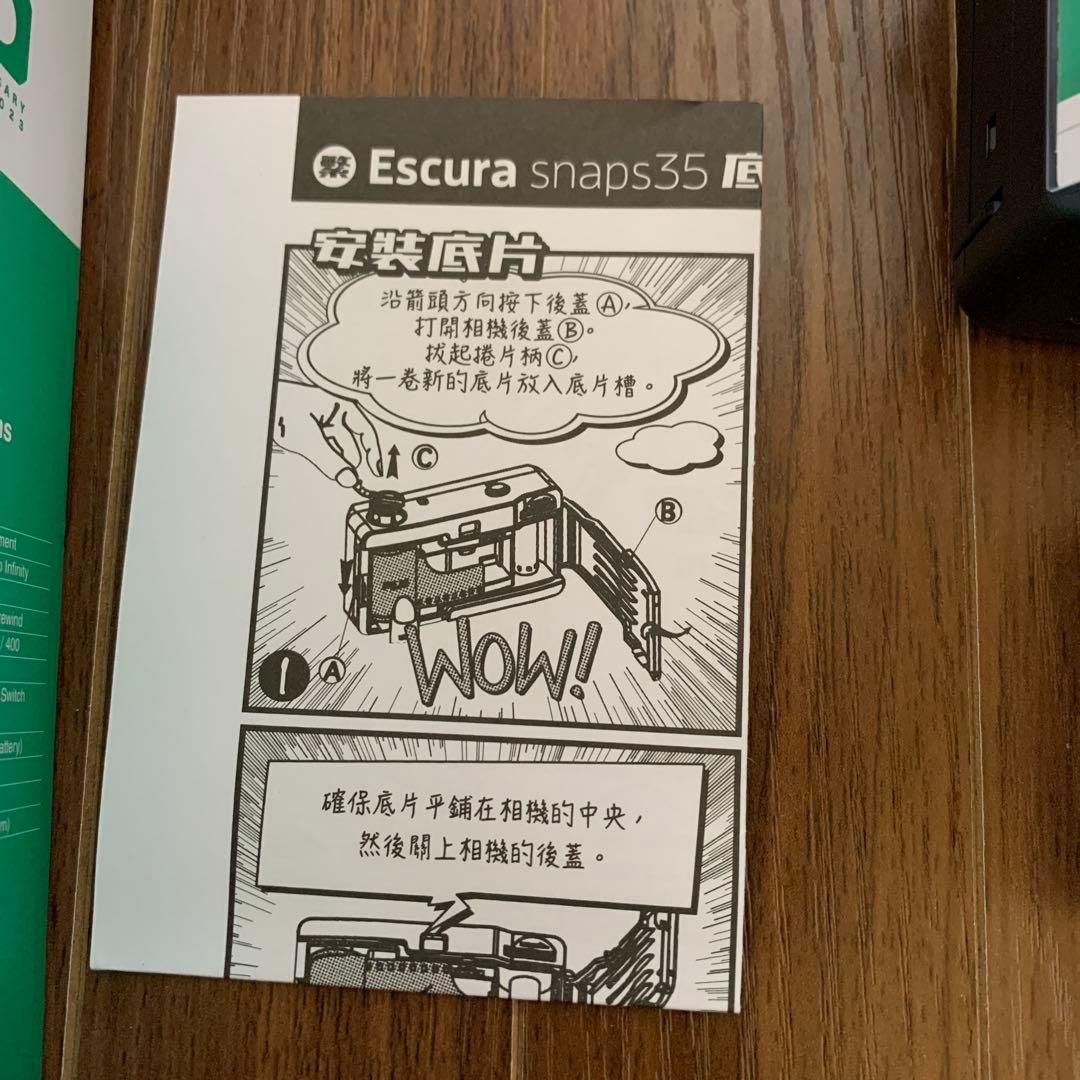 繁 Escura snaps35 底
安裝底片
沿箭頭方向按下後蓋Ⓐ,
打開相機後蓋Ⓑ。
拔起捲片柄Ⓒ,
將一卷新的底片放入底片槽。
Ⓒ
Ⓑ
WOW!
1 Ⓐ
確保底片平鋪在相機的中央,
然後關上相機的後蓋。
Infinity
/ 400
Switch